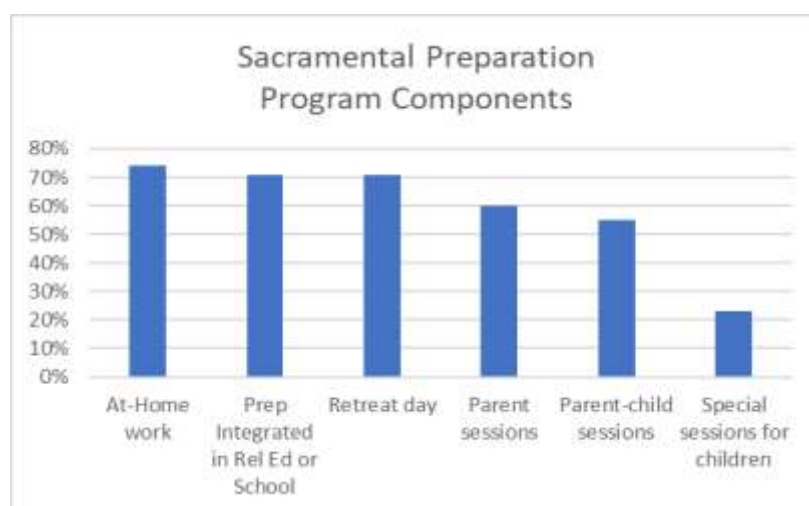 Sacramental Preparation
Program Components
80%
70%
60%
50%
40%
30%
20%
10%
0%
At-Home
work
Prep
Integrated
in Rel Ed or
School
Retreat day
Parent
sessions
Parent-child
sessions
Special
sessions for
children